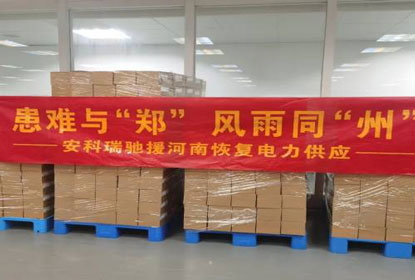 患难与“郑” 风雨同“州”
安科瑞驰援河南恢复电力供应